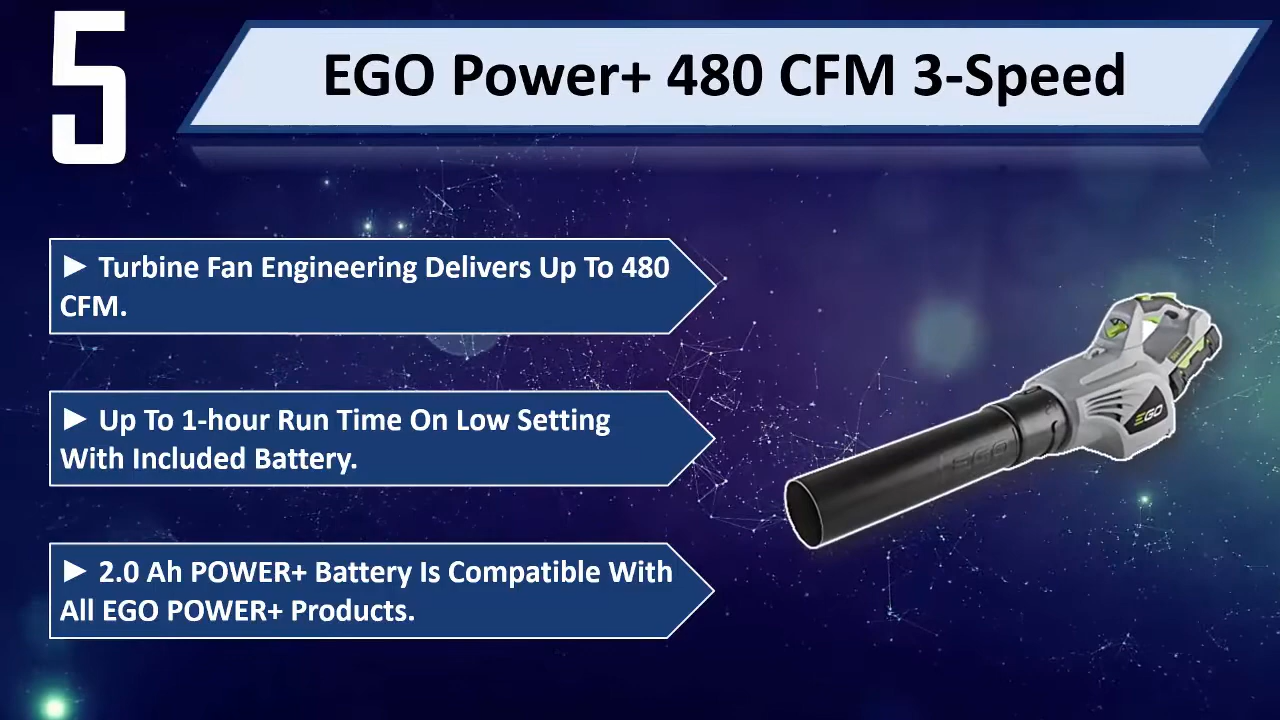 5
EGO Power+ 480 CFM 3-Speed
► Turbine Fan Engineering Delivers Up To 480
CFM.
► Up To 1-hour Run Time On Low Setting
With Included Battery.
► 2.0 Ah POWER+ Battery Is Compatible With
All EGO POWER+ Products.
EGO
EGO